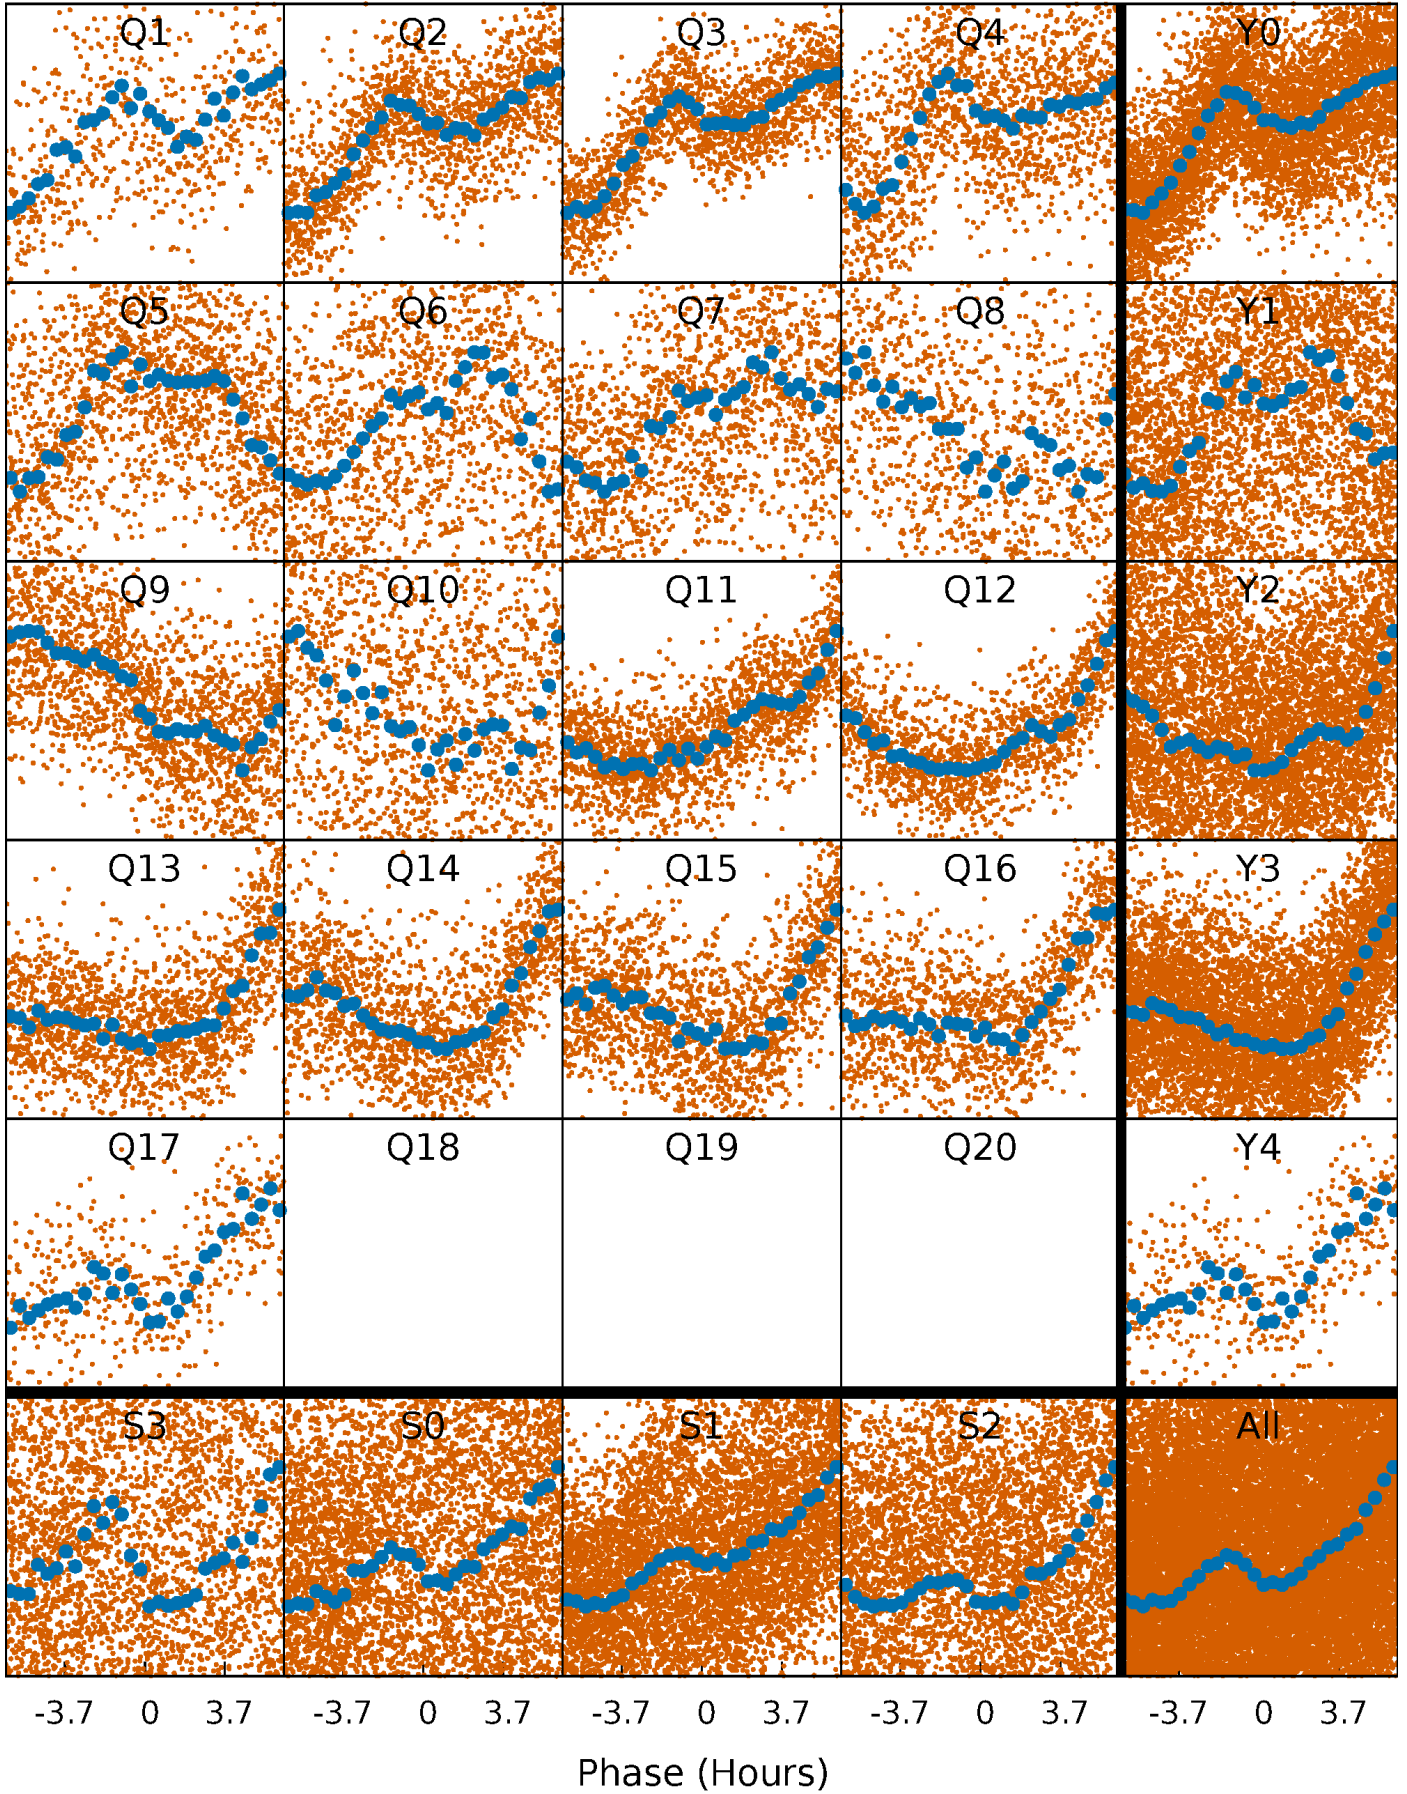 Q1 Q2 Q3 Q4 Y0
Q5 Q6 Q7 Q8 Y1
Q9 Q10 Q11 Q12 Y2
Q13 Q14 Q15 Q16 Y3
Q17 Q18 Q19 Q20 Y4
S3 S0 S1 S2 All
-3.7 0 3.7 -3.7 0 3.7 -3.7 0 3.7 -3.7 0 3.7 -3.7 0 3.7
Phase (Hours)